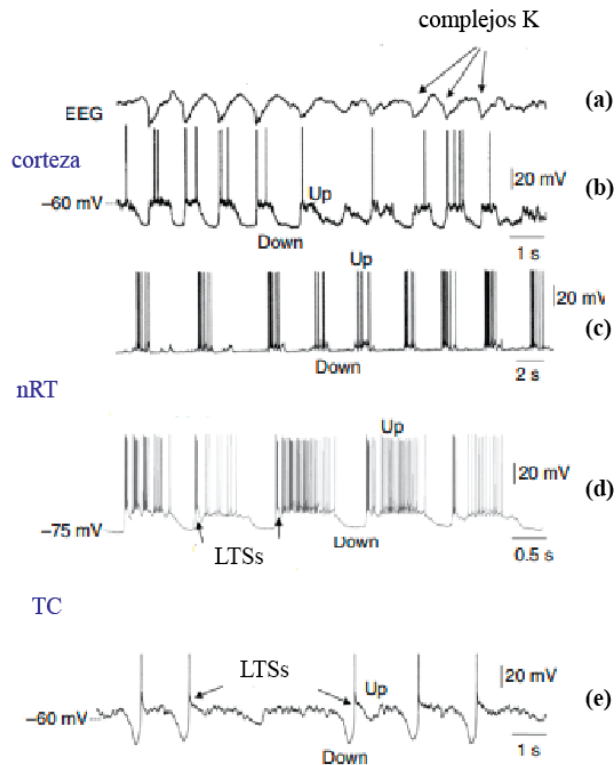 complejos K
(a)
EEG
corteza
20 mV
(b)
–60 mV
Up
Down
1 s
Up
20 mV
(c)
Down
2 s
nRT
Up
20 mV
(d)
–75 mV
LTSs
Down
0.5 s
TC
LTSs
20 mV
Up
(e)
–60 mV
1 s
Down